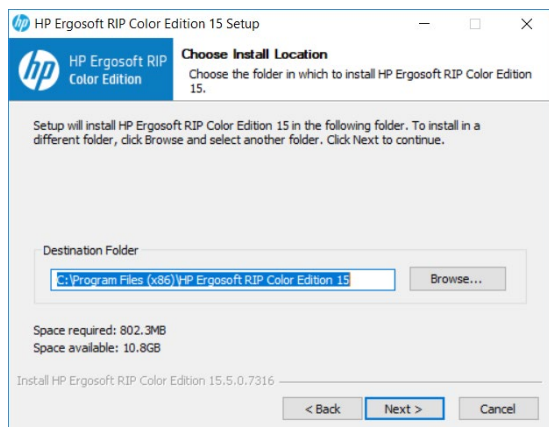 HP Ergosoft RIP Color Edition 15 Setup
hp
HP Ergosoft RIP
Color Edition
Choose Install Location
Choose the folder in which to install HP Ergosoft RIP Color Edition
15.
Setup will install HP Ergosoft RIP Color Edition 15 in the following folder. To install in a
different folder, click Browse and select another folder. Click Next to continue.
Destination Folder
C:\Program Files (x86)\HP Ergosoft RIP Color Edition 15
Browse...
Space required: 802.3MB
Space available: 10.8GB
Install HP Ergosoft RIP Color Edition 15.5.0.7316
< Back
Next >
Cancel